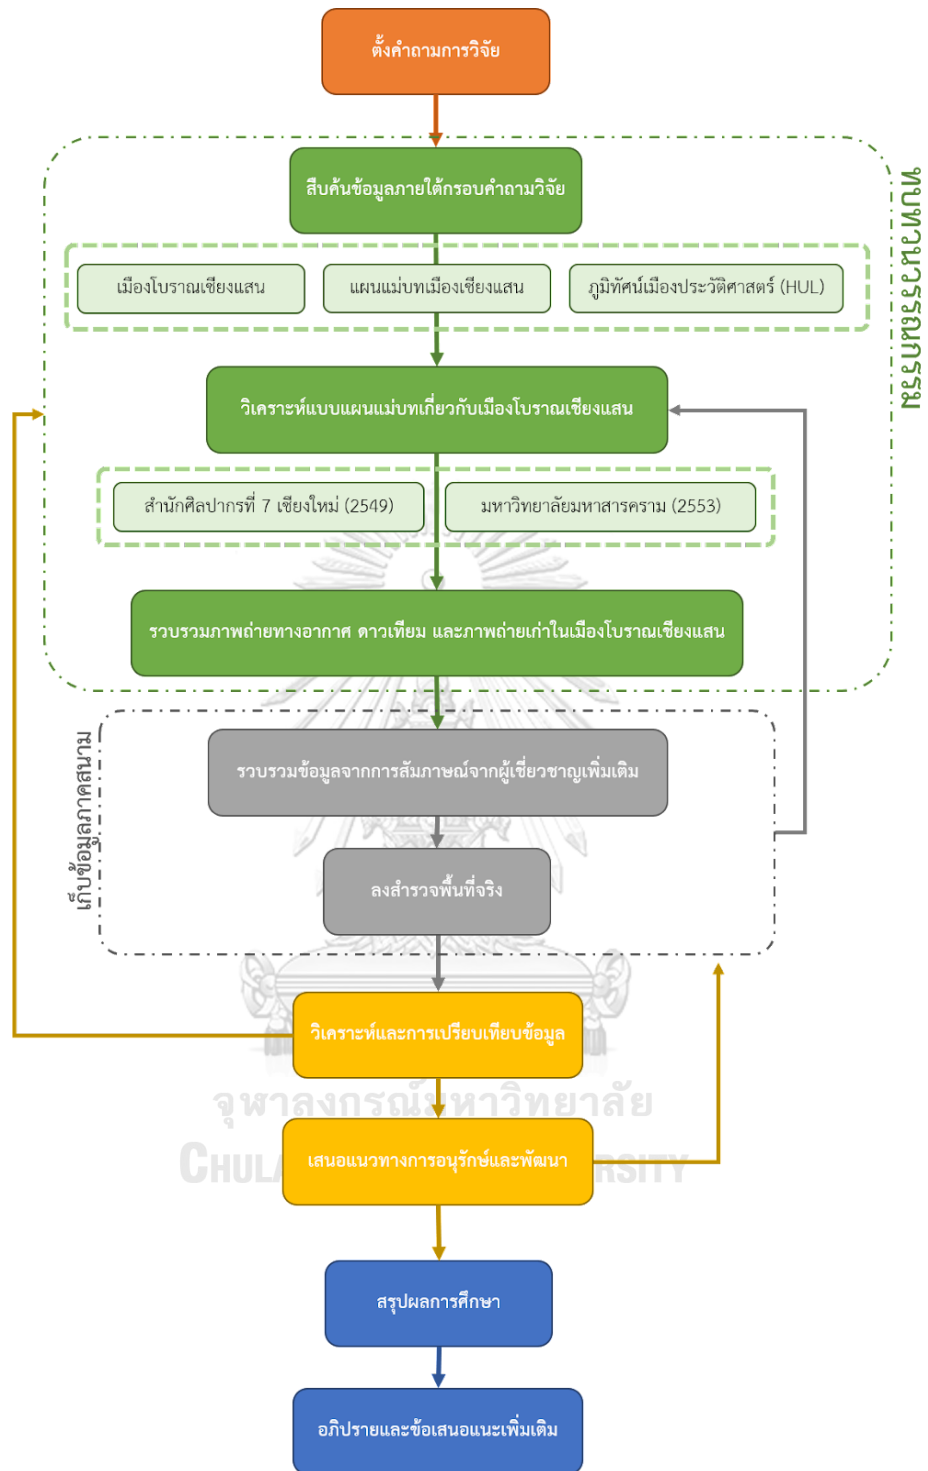 ตั้งคำถามการวิจัย
สืบค้นข้อมูลภายใต้กรอบคำถามวิจัย
ทบทวนวรรณกรรม
เมืองโบราณเชียงแสน
แผนแม่บทเมืองเชียงแสน
ภูมิทัศน์เมืองประวัติศาสตร์ (HUL)
วิเคราะห์แบบแผนแม่บทเกี่ยวกับเมืองโบราณเชียงแสน
สำนักศิลปากรที่ 7 เชียงใหม่ (2549)
มหาวิทยาลัยมหาสารคราม (2553)
รวบรวมภาพถ่ายทางอากาศ ดาวเทียม และภาพถ่ายเก่าในเมืองโบราณเชียงแสน
เก็บข้อมูลภาคสนาม
รวบรวมข้อมูลจากการสัมภาษณ์จากผู้เชี่ยวชาญเพิ่มเติม
ลงสำรวจพื้นที่จริง
วิเคราะห์และการเปรียบเทียบข้อมูล
จุฬาลงกรณ์มหาวิทยาลัย
เสนอแนวทางการอนุรักษ์และพัฒนา
สรุปผลการศึกษา
อภิปรายและข้อเสนอแนะเพิ่มเติม